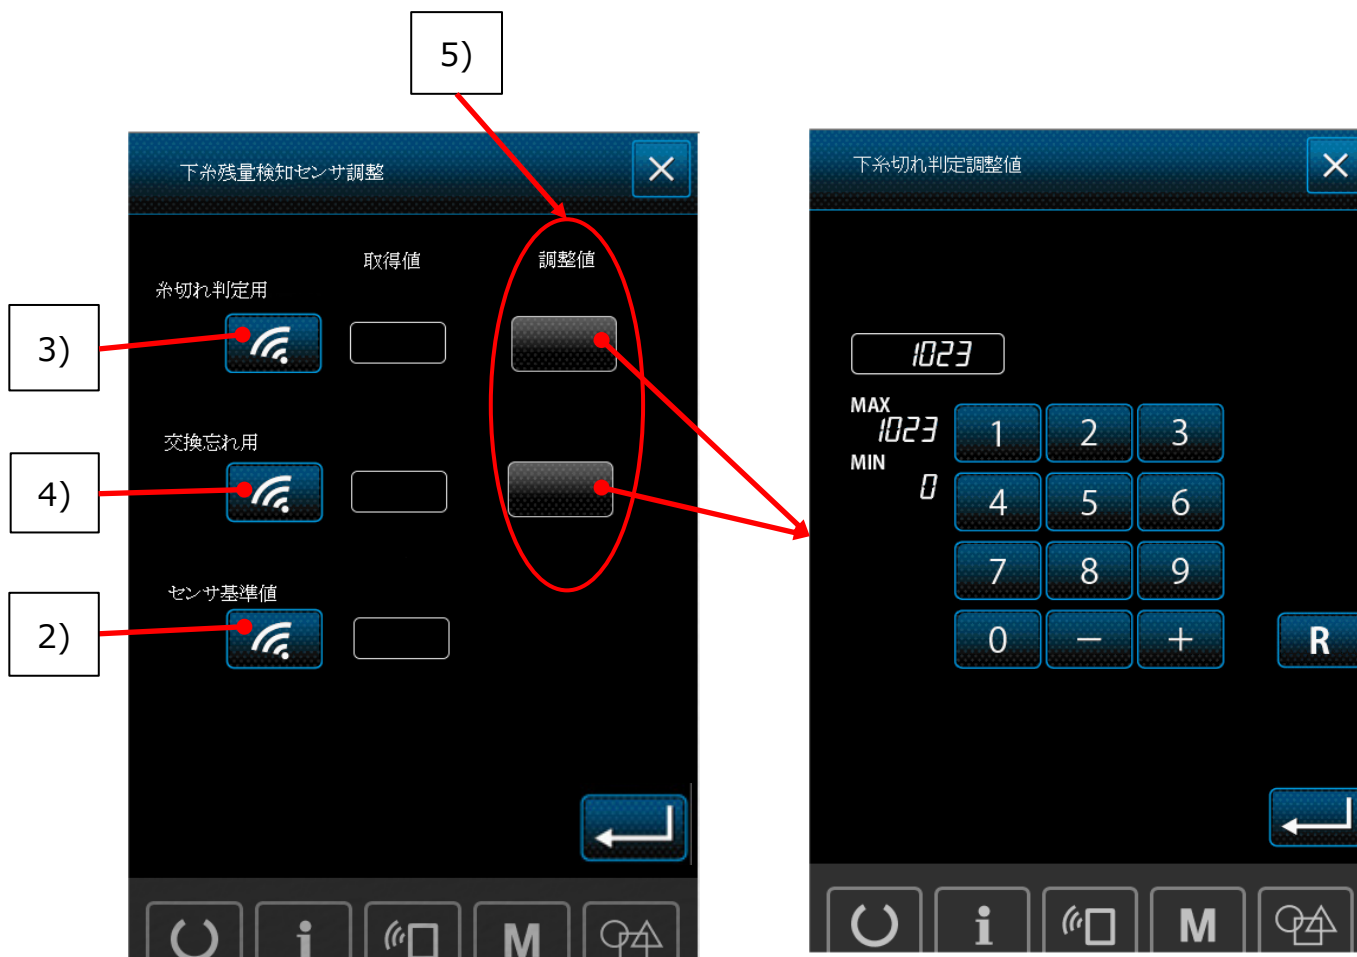 5)
下糸残量検知センサ調整
取得値
調整値
糸切れ判定用
3)
交換忘れ用
4)
センサ基準値
2)
i
M
下糸切れ判定調整値
1023
MAX
1023
MIN
0
1 2 3
4 5 6
7 8 9
0 － ＋
R
i
M